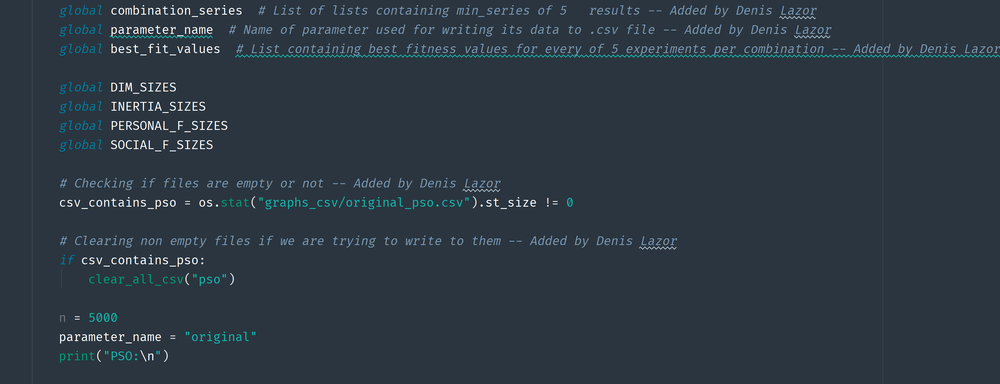 global combination_series  # List of lists containing min_series of 5   results -- Added by Denis Lazor
global parameter_name  # Name of parameter used for writing its data to .csv file -- Added by Denis Lazor
global best_fit_values  # List containing best fitness values for every of 5 experiments per combination -- Added by Denis Lazor
global DIM_SIZES
global INERTIA_SIZES
global PERSONAL_F_SIZES
global SOCIAL_F_SIZES
# Checking if files are empty or not -- Added by Denis Lazor
csv_contains_pso = os.stat("graphs_csv/original_pso.csv").st_size != 0
# Clearing non empty files if we are trying to write to them -- Added by Denis Lazor
if csv_contains_pso:
    clear_all_csv("pso")
n = 5000
parameter_name = "original"
print("PSO:\n")